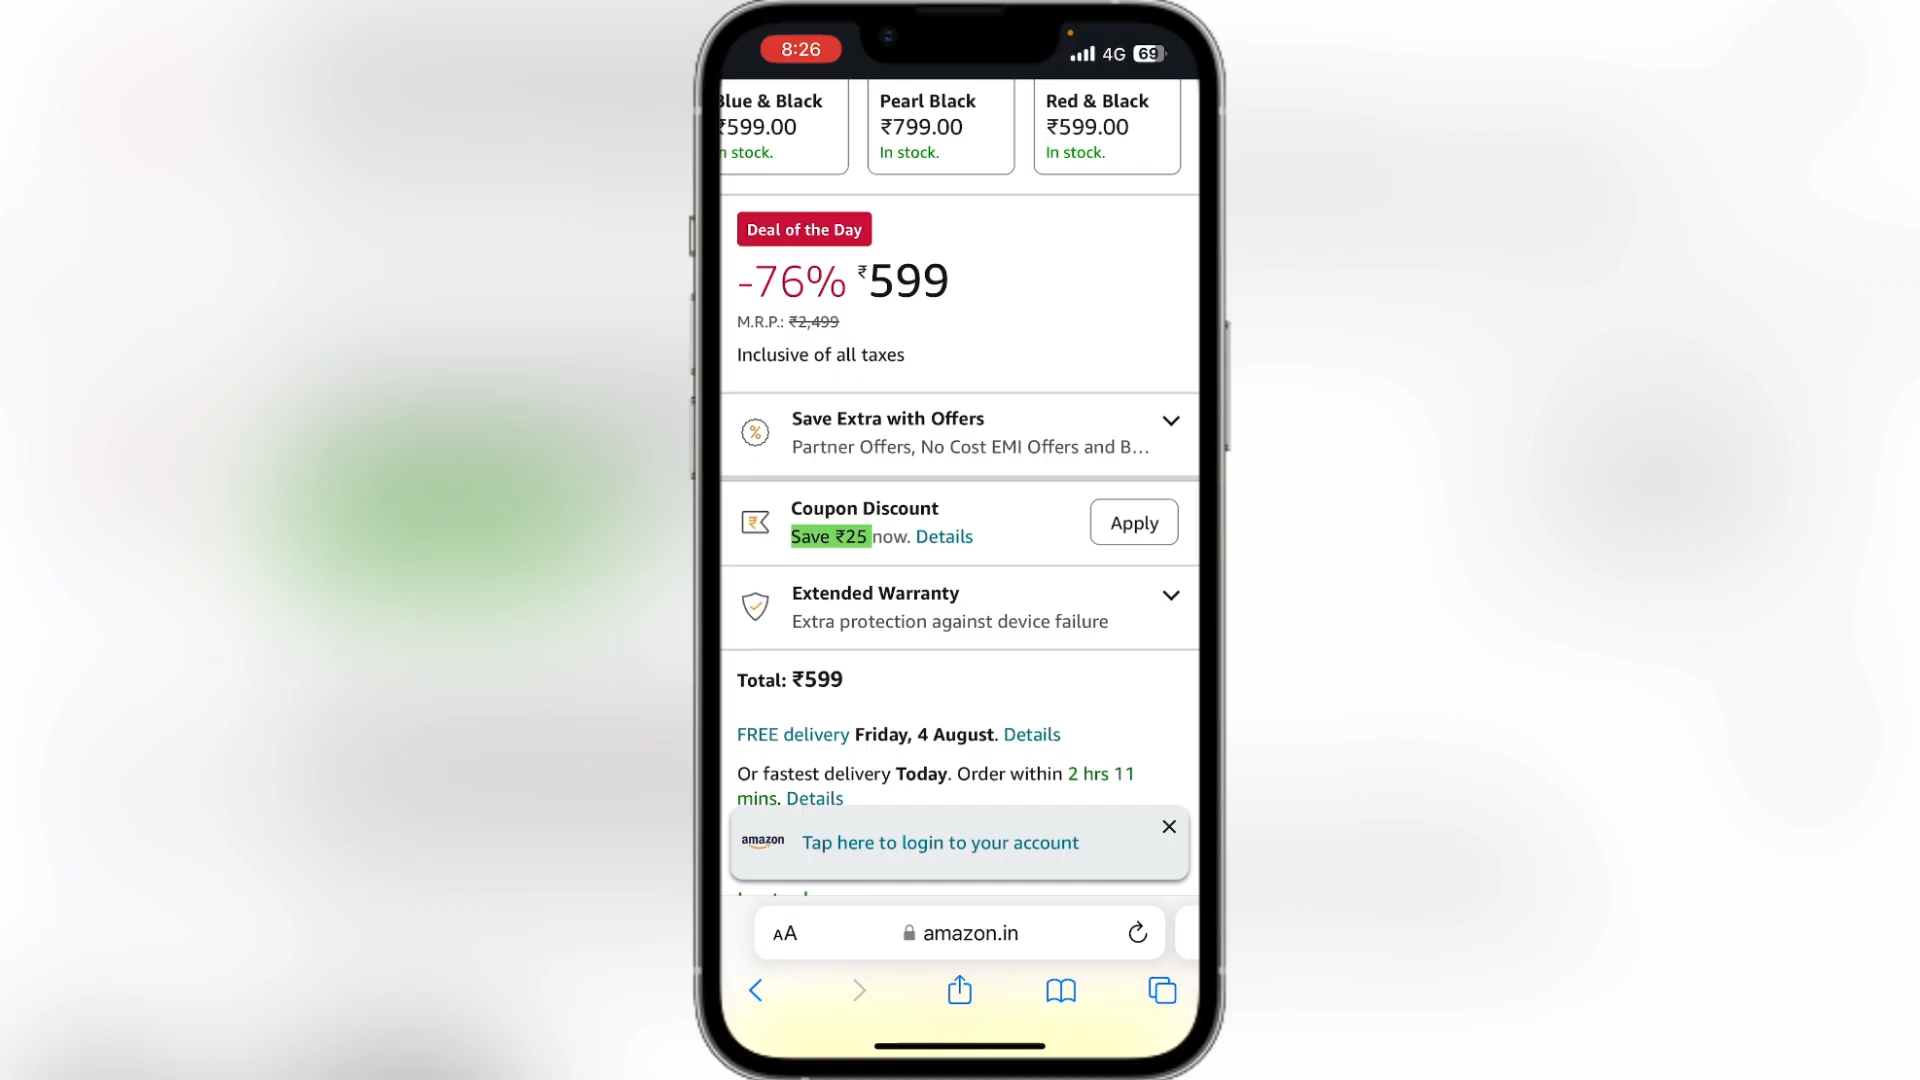 8:26
4G 69
Blue & Black
Pearl Black
Red & Black
₹599.00
₹799.00
₹599.00
n stock.
In stock.
In stock.
Deal of the Day
-76% ₹599
M.R.P.: ₹2,499
Inclusive of all taxes
Save Extra with Offers
%
Partner Offers, No Cost EMI Offers and B...
Coupon Discount
₹
Apply
Save ₹25 now. Details
Extended Warranty
Extra protection against device failure
Total: ₹599
FREE delivery Friday, 4 August. Details
Or fastest delivery Today. Order within 2 hrs 11
mins. Details
amazon Tap here to login to your account
AA amazon.in